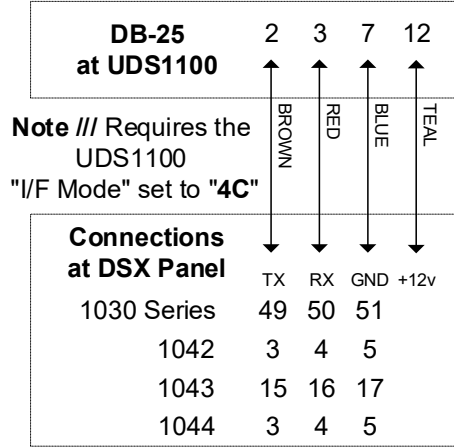 DB-25 2 3 7 12
at UDS1100
BROWN RED BLUE TEAL
Note /// Requires the
UDS1100
"I/F Mode" set to "4C"
Connections
at DSX Panel TX RX GND +12v
1030 Series 49 50 51
1042 3 4 5
1043 15 16 17
1044 3 4 5